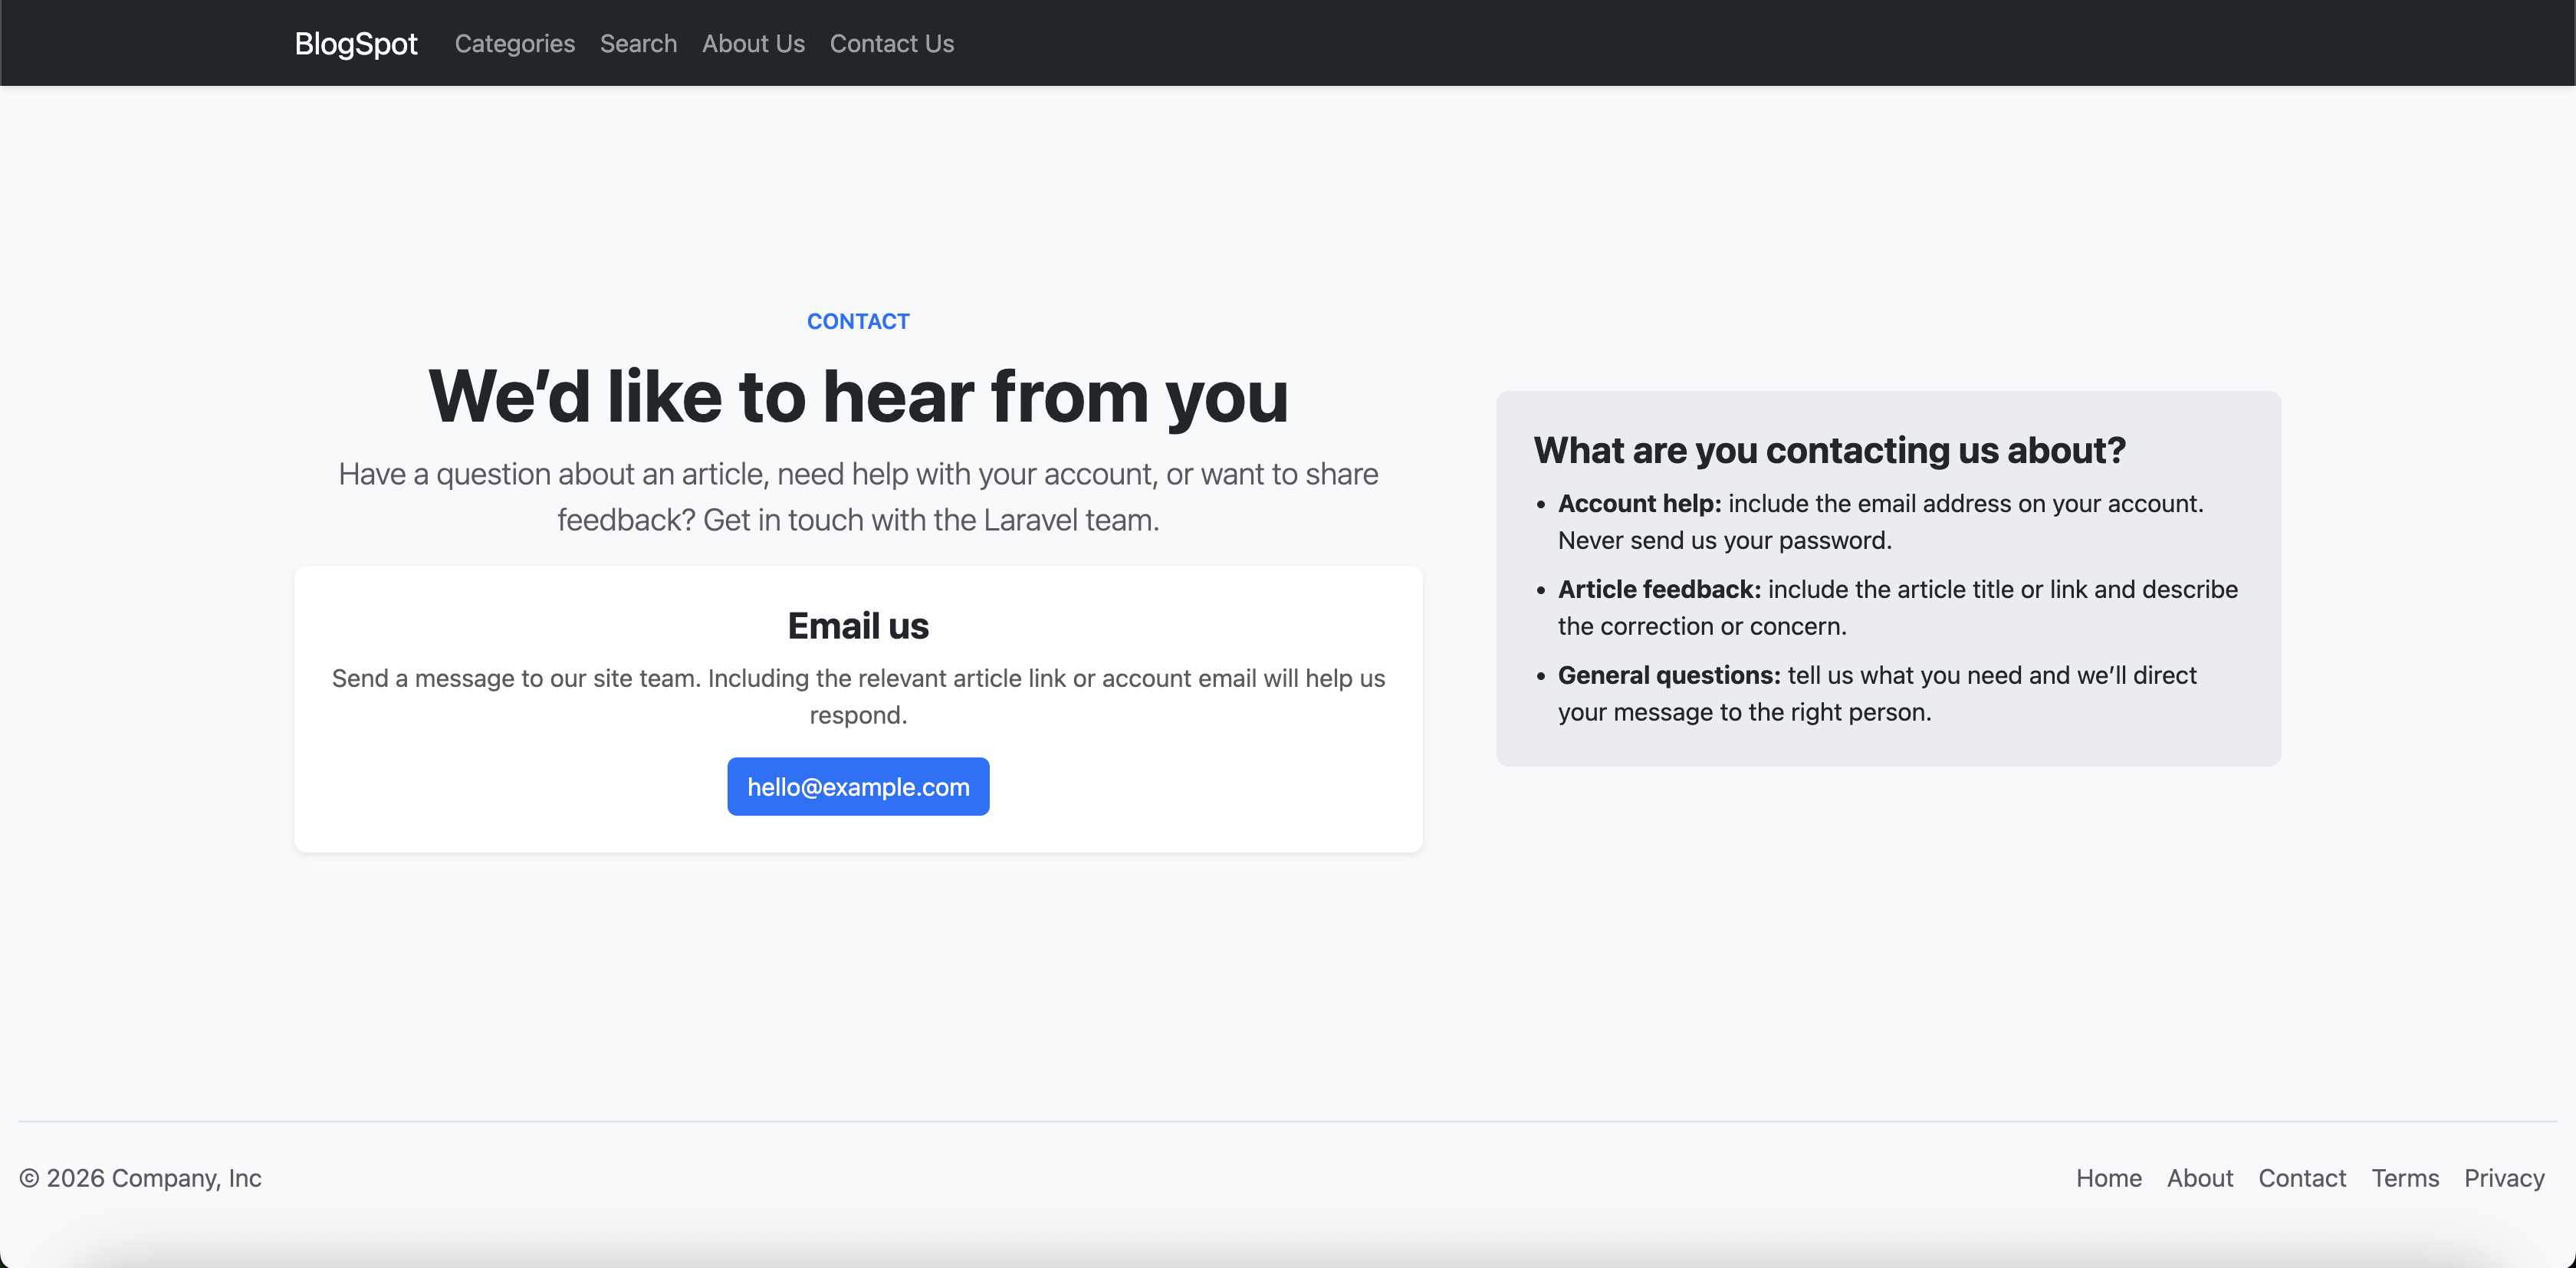 BlogSpot Categories Search About Us Contact Us
CONTACT
We’d like to hear from you
Have a question about an article, need help with your account, or want to share
feedback? Get in touch with the Laravel team.
Email us
Send a message to our site team. Including the relevant article link or account email will help us
respond.
hello@example.com
What are you contacting us about?
• Account help: include the email address on your account.
Never send us your password.
• Article feedback: include the article title or link and describe
the correction or concern.
• General questions: tell us what you need and we’ll direct
your message to the right person.
© 2026 Company, Inc
Home About Contact Terms Privacy